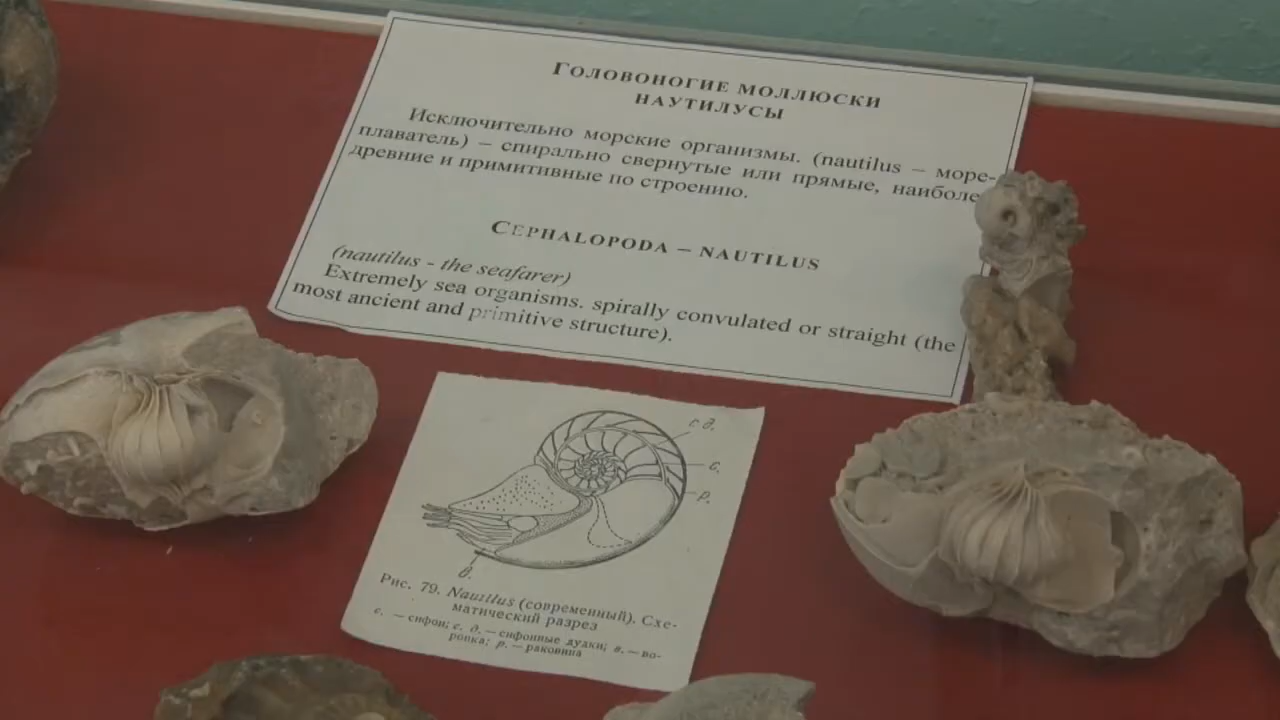 Головоногие моллюски
наутилусы
Исключительно морские организмы. (nautilus – море-
плаватель) – спирально свернутые или прямые, наиболе
древние и примитивные по строению.
Cephalopoda – nautilus
(nautilus - the seafarer)
Extremely sea organisms. spirally convulated or straight (the
most ancient and primitive structure).
с. д.
с.
р.
в.
Рис. 79. Nautilus (современный). Схе-
матический разрез
с. — сифон; с. д. — сифонные дудки; в. — во-
ронка; р. — раковина